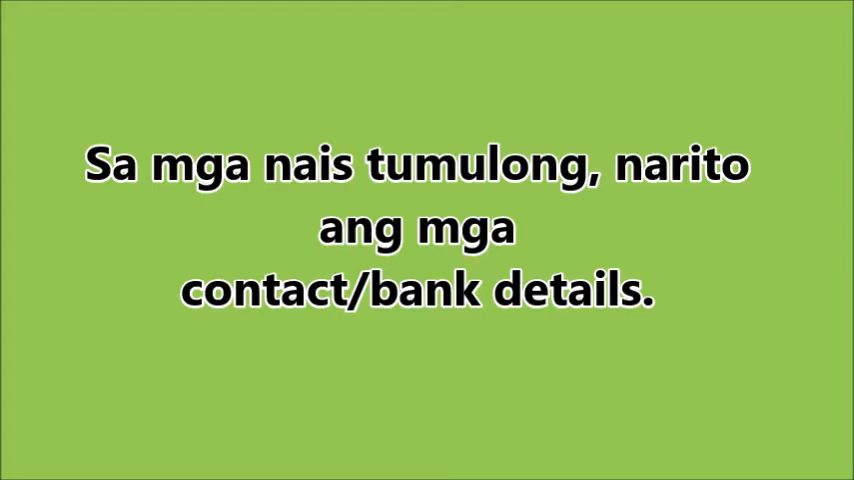 Sa mga nais tumulong, narito
ang mga
contact/bank details.